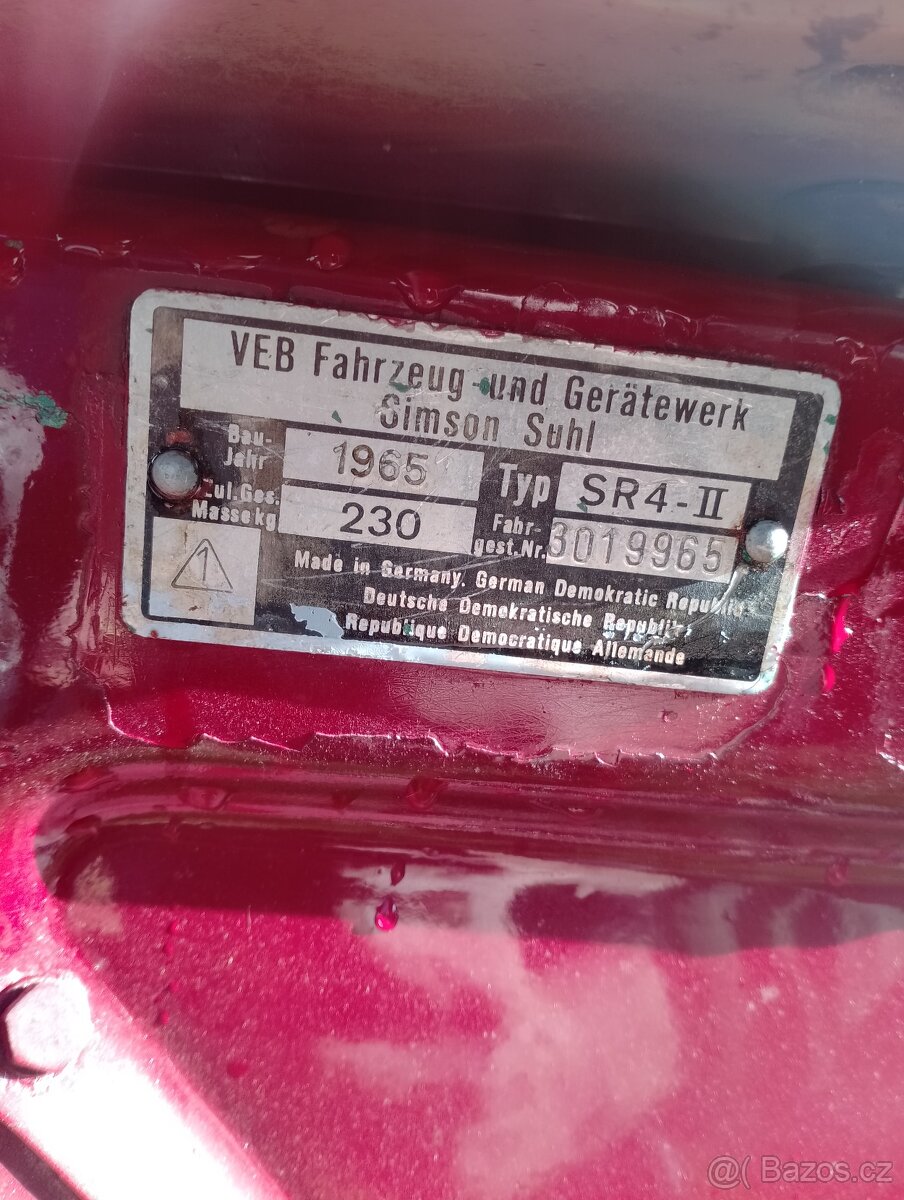 VEB Fahrzeug- und Gerätewerk
Simson Suhl
Bau-
Jahr 1965 Typ SR4-II
Zul.Ges.
Masse kg 230 Fahr-
gest.Nr. 3019965
1
Made in Germany. German Demokratic Republic
Deutsche Demokratische Republik
Republique Democratique Allemande
@( Bazos.cz